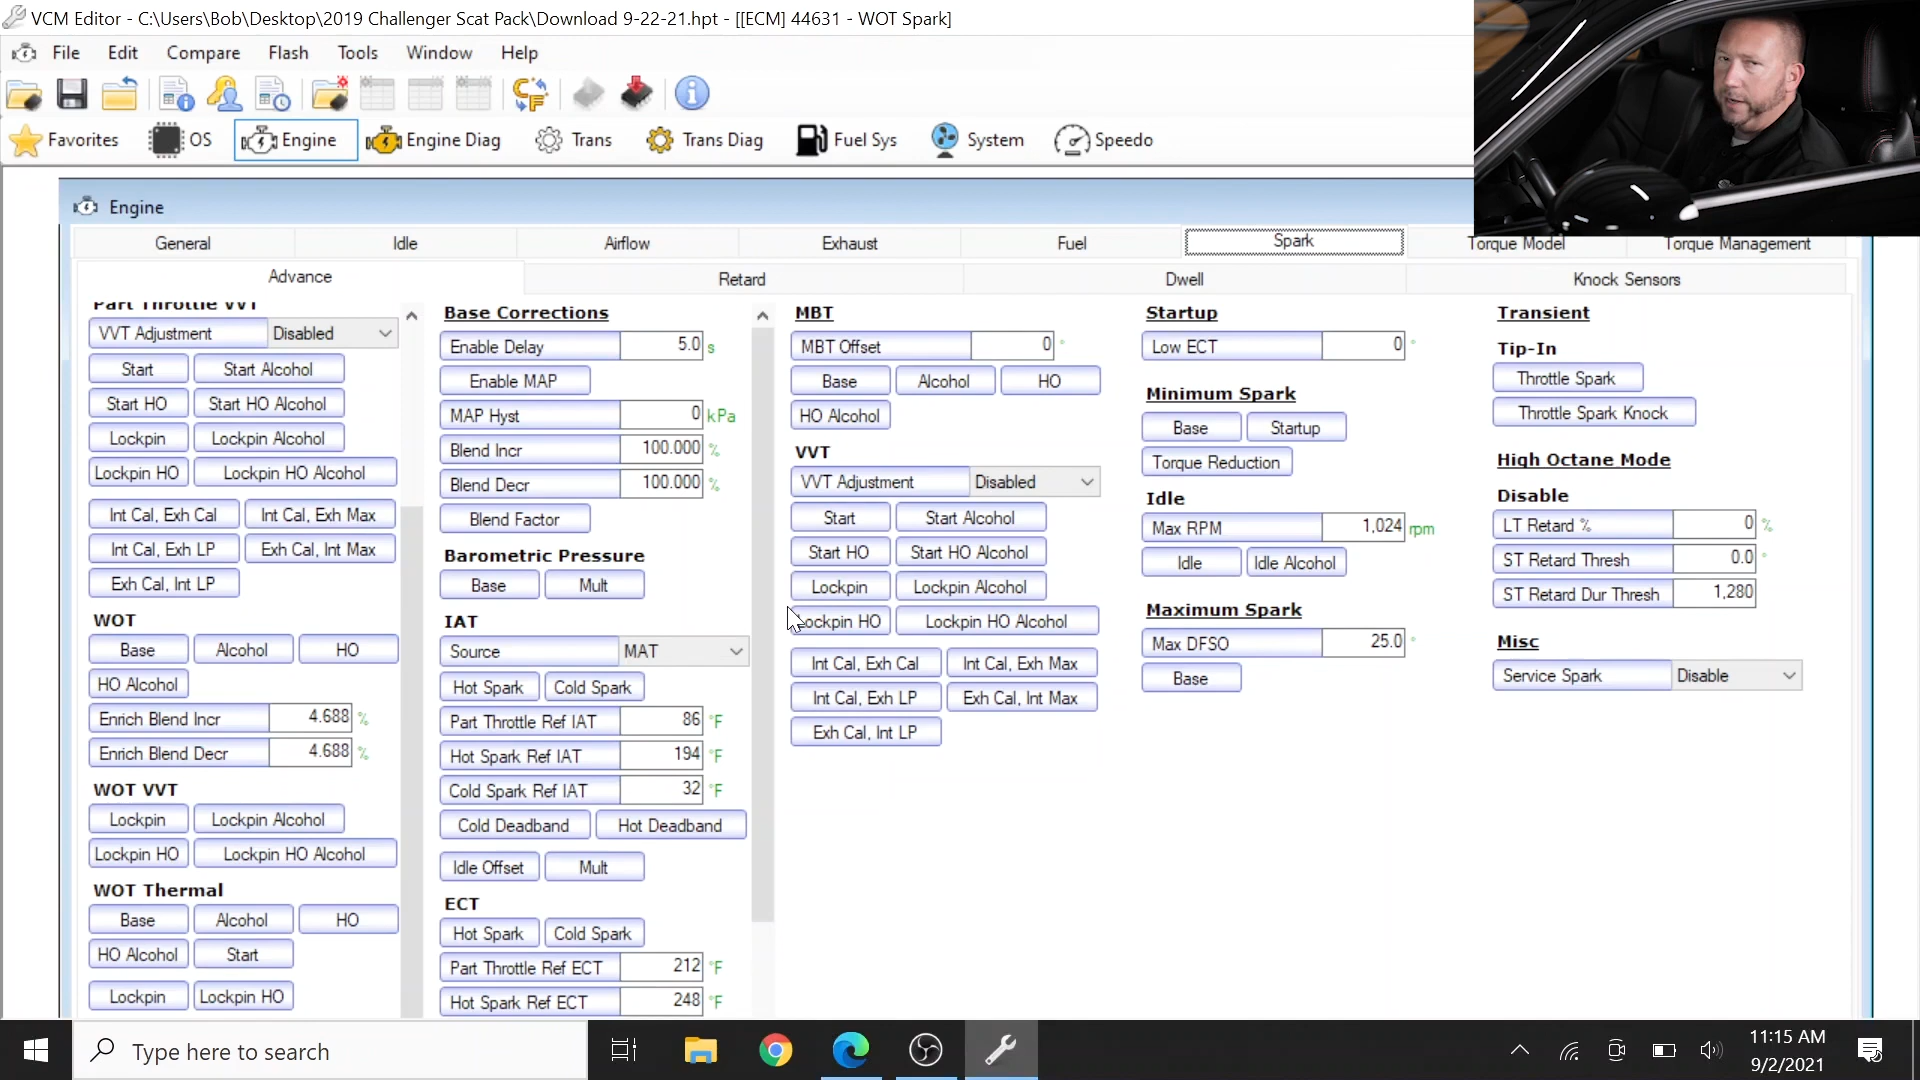 VCM Editor - C:\Users\Bob\Desktop\2019 Challenger Scat Pack\Download 9-22-21.hpt - [[ECM] 44631 - WOT Spark]
File Edit Compare Flash Tools Window Help
Favorites OS Engine Engine Diag Trans Trans Diag Fuel Sys System Speedo
Engine
General Idle Airflow Exhaust Fuel Spark Torque Model Torque Management
Advance Retard Dwell Knock Sensors
Part Throttle VVT
VVT Adjustment Disabled
Start Start Alcohol
Start HO Start HO Alcohol
Lockpin Lockpin Alcohol
Lockpin HO Lockpin HO Alcohol
Int Cal, Exh Cal Int Cal, Exh Max
Int Cal, Exh LP Exh Cal, Int Max
Exh Cal, Int LP
WOT
Base Alcohol HO
HO Alcohol
Enrich Blend Incr 4.688 %
Enrich Blend Decr 4.688 %
WOT VVT
Lockpin Lockpin Alcohol
Lockpin HO Lockpin HO Alcohol
WOT Thermal
Base Alcohol HO
HO Alcohol Start
Lockpin Lockpin HO
Base Corrections
Enable Delay 5.0 s
Enable MAP
MAP Hyst 0 kPa
Blend Incr 100.000 %
Blend Decr 100.000 %
Blend Factor
Barometric Pressure
Base Mult
IAT
Source MAT
Hot Spark Cold Spark
Part Throttle Ref IAT 86 °F
Hot Spark Ref IAT 194 °F
Cold Spark Ref IAT 32 °F
Cold Deadband Hot Deadband
Idle Offset Mult
ECT
Hot Spark Cold Spark
Part Throttle Ref ECT 212 °F
Hot Spark Ref ECT 248 °F
MBT
MBT Offset 0 °
Base Alcohol HO
HO Alcohol
VVT
VVT Adjustment Disabled
Start Start Alcohol
Start HO Start HO Alcohol
Lockpin Lockpin Alcohol
Lockpin HO Lockpin HO Alcohol
Int Cal, Exh Cal Int Cal, Exh Max
Int Cal, Exh LP Exh Cal, Int Max
Exh Cal, Int LP
Startup
Low ECT 0 °
Minimum Spark
Base Startup
Torque Reduction
Idle
Max RPM 1,024 rpm
Idle Idle Alcohol
Maximum Spark
Max DFSO 25.0 °
Base
Transient
Tip-In
Throttle Spark
Throttle Spark Knock
High Octane Mode
Disable
LT Retard % 0 %
ST Retard Thresh 0.0 °
ST Retard Dur Thresh 1,280
Misc
Service Spark Disable
Type here to search
11:15 AM
9/2/2021